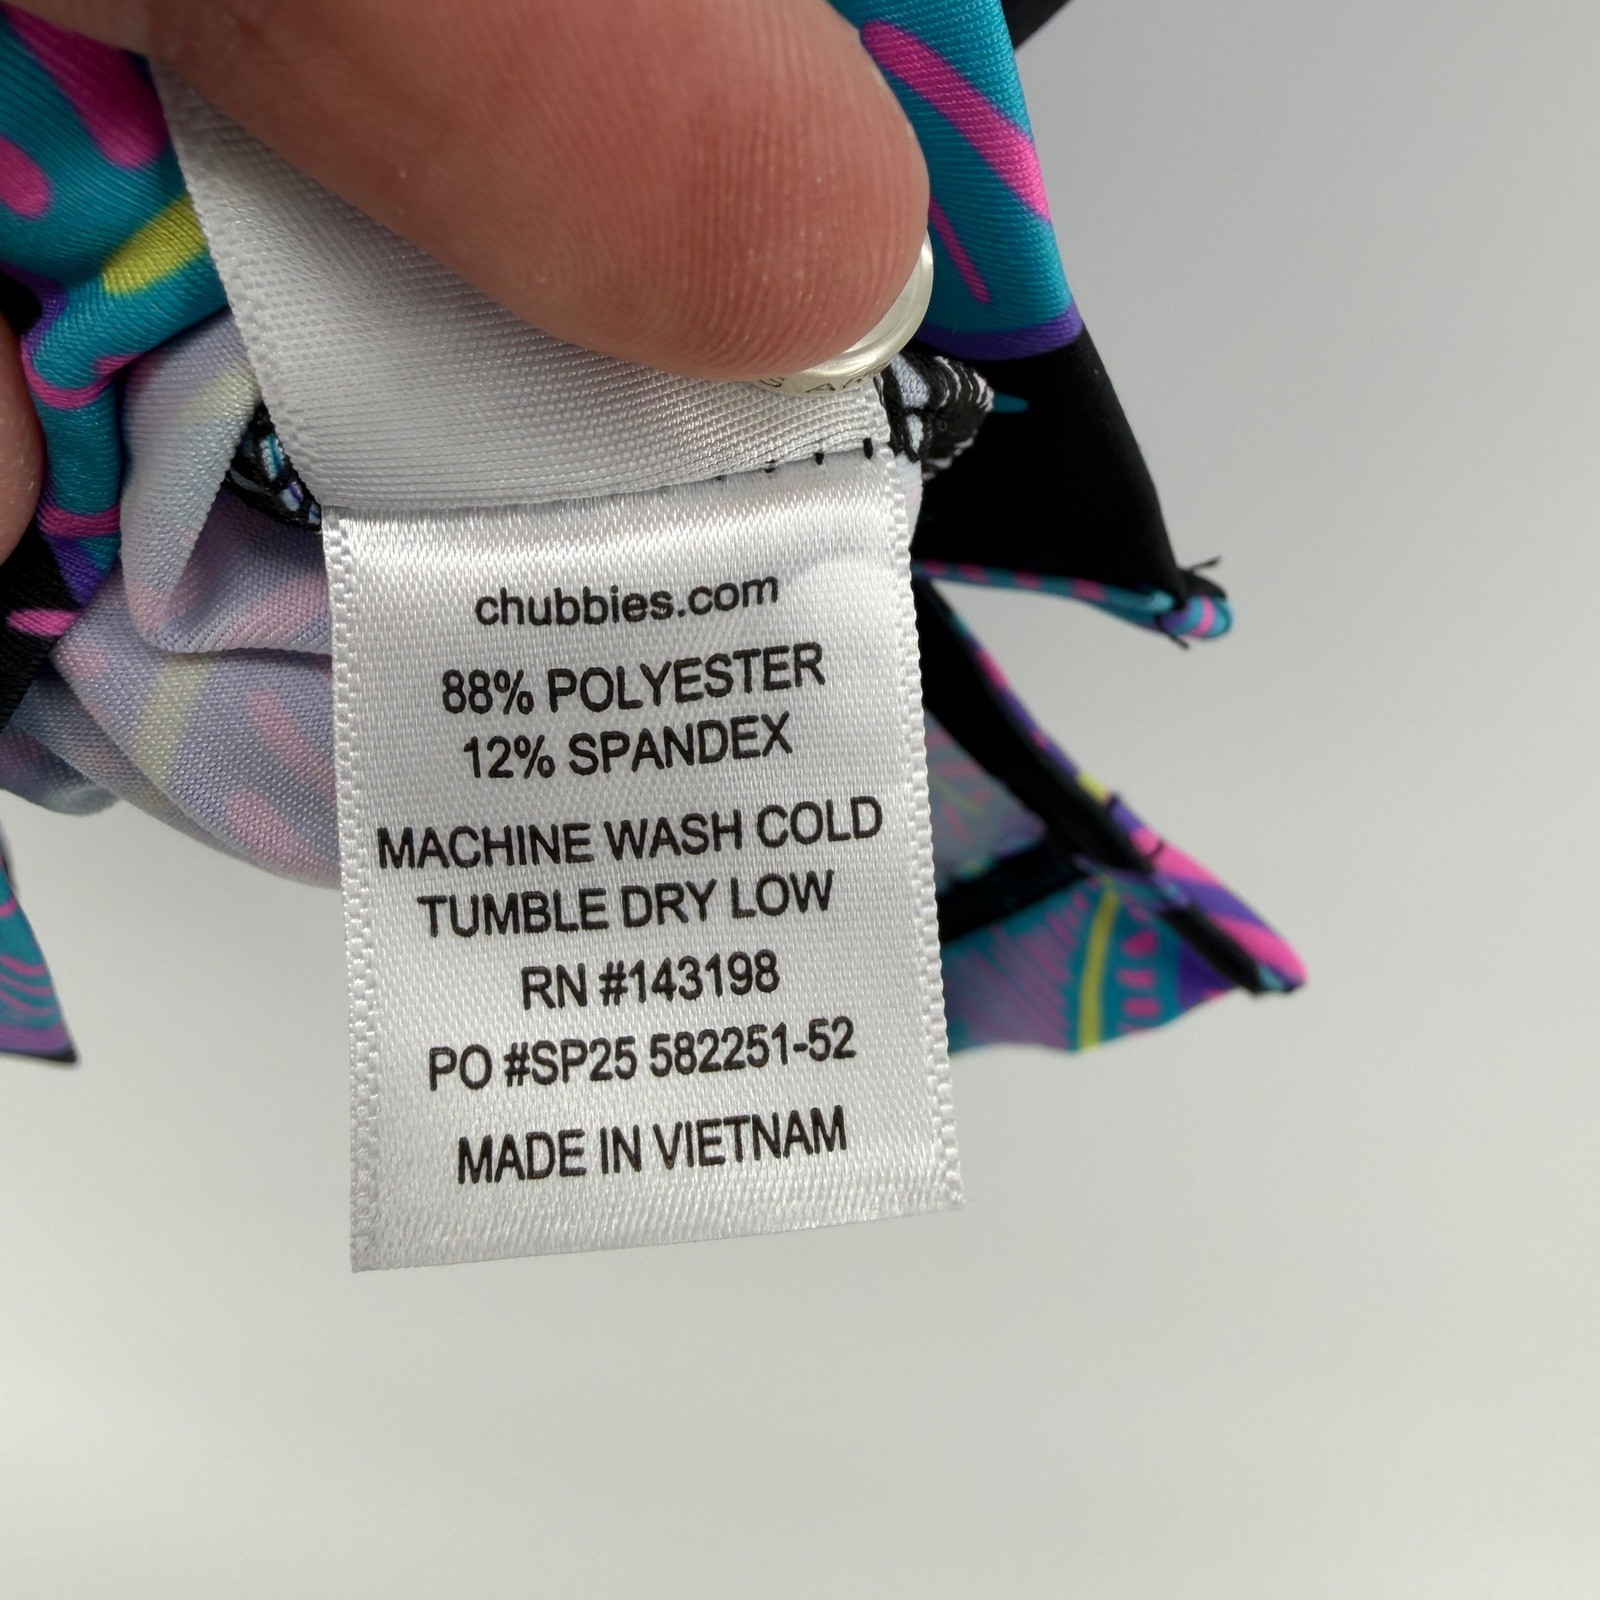 chubbies.com
88% POLYESTER
12% SPANDEX
MACHINE WASH COLD
TUMBLE DRY LOW
RN #143198
PO #SP25 582251-52
MADE IN VIETNAM